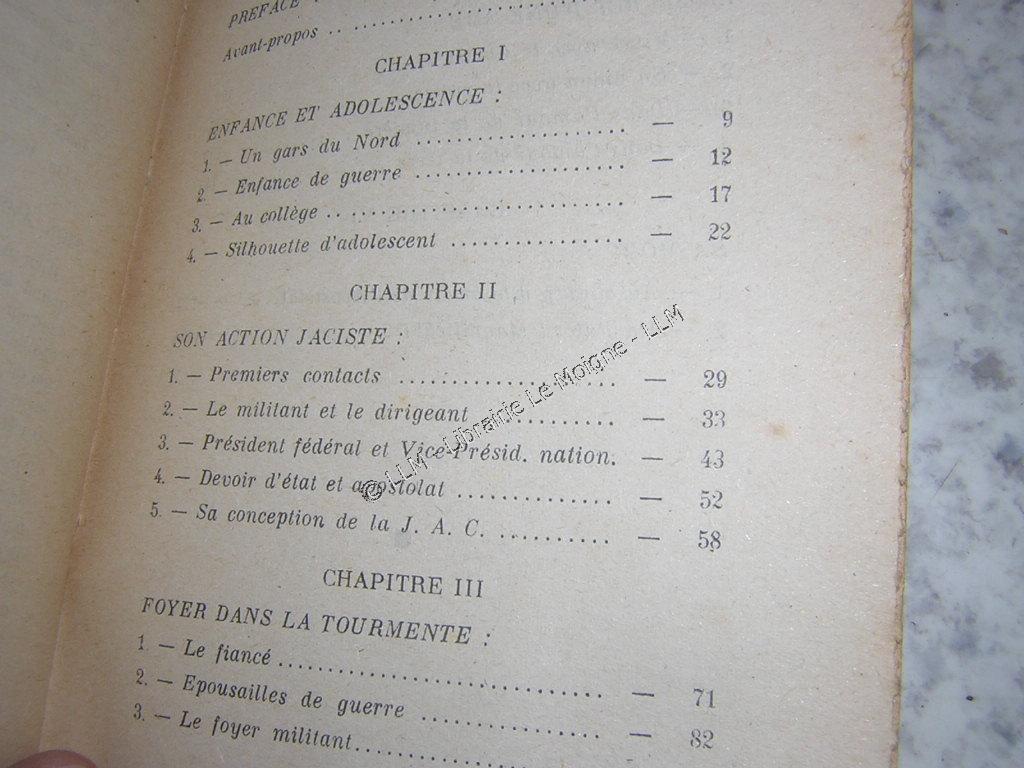 PREFACE ..
Avant-propos ..................
CHAPITRE I
ENFANCE ET ADOLESCENCE :
1. — Un gars du Nord .................... — 9
2. — Enfance de guerre .................... — 12
3. — Au collège .......................... — 17
4. — Silhouette d'adolescent ................ — 22
CHAPITRE II
SON ACTION JACISTE :
1. — Premiers contacts .................... — 29
2. — Le militant et le dirigeant ............ — 33
3. — Président fédéral et Vice-Présid. nation. — 43
4. — Devoir d'état et apostolat .............. — 52
5. — Sa conception de la J. A. C. .......... — 58
CHAPITRE III
FOYER DANS LA TOURMENTE :
1. — Le fiancé .............................. — 71
2. — Epousailles de guerre .................. — 82
3. — Le foyer militant....................
© LLM - Librairie Le Moigne - LLM